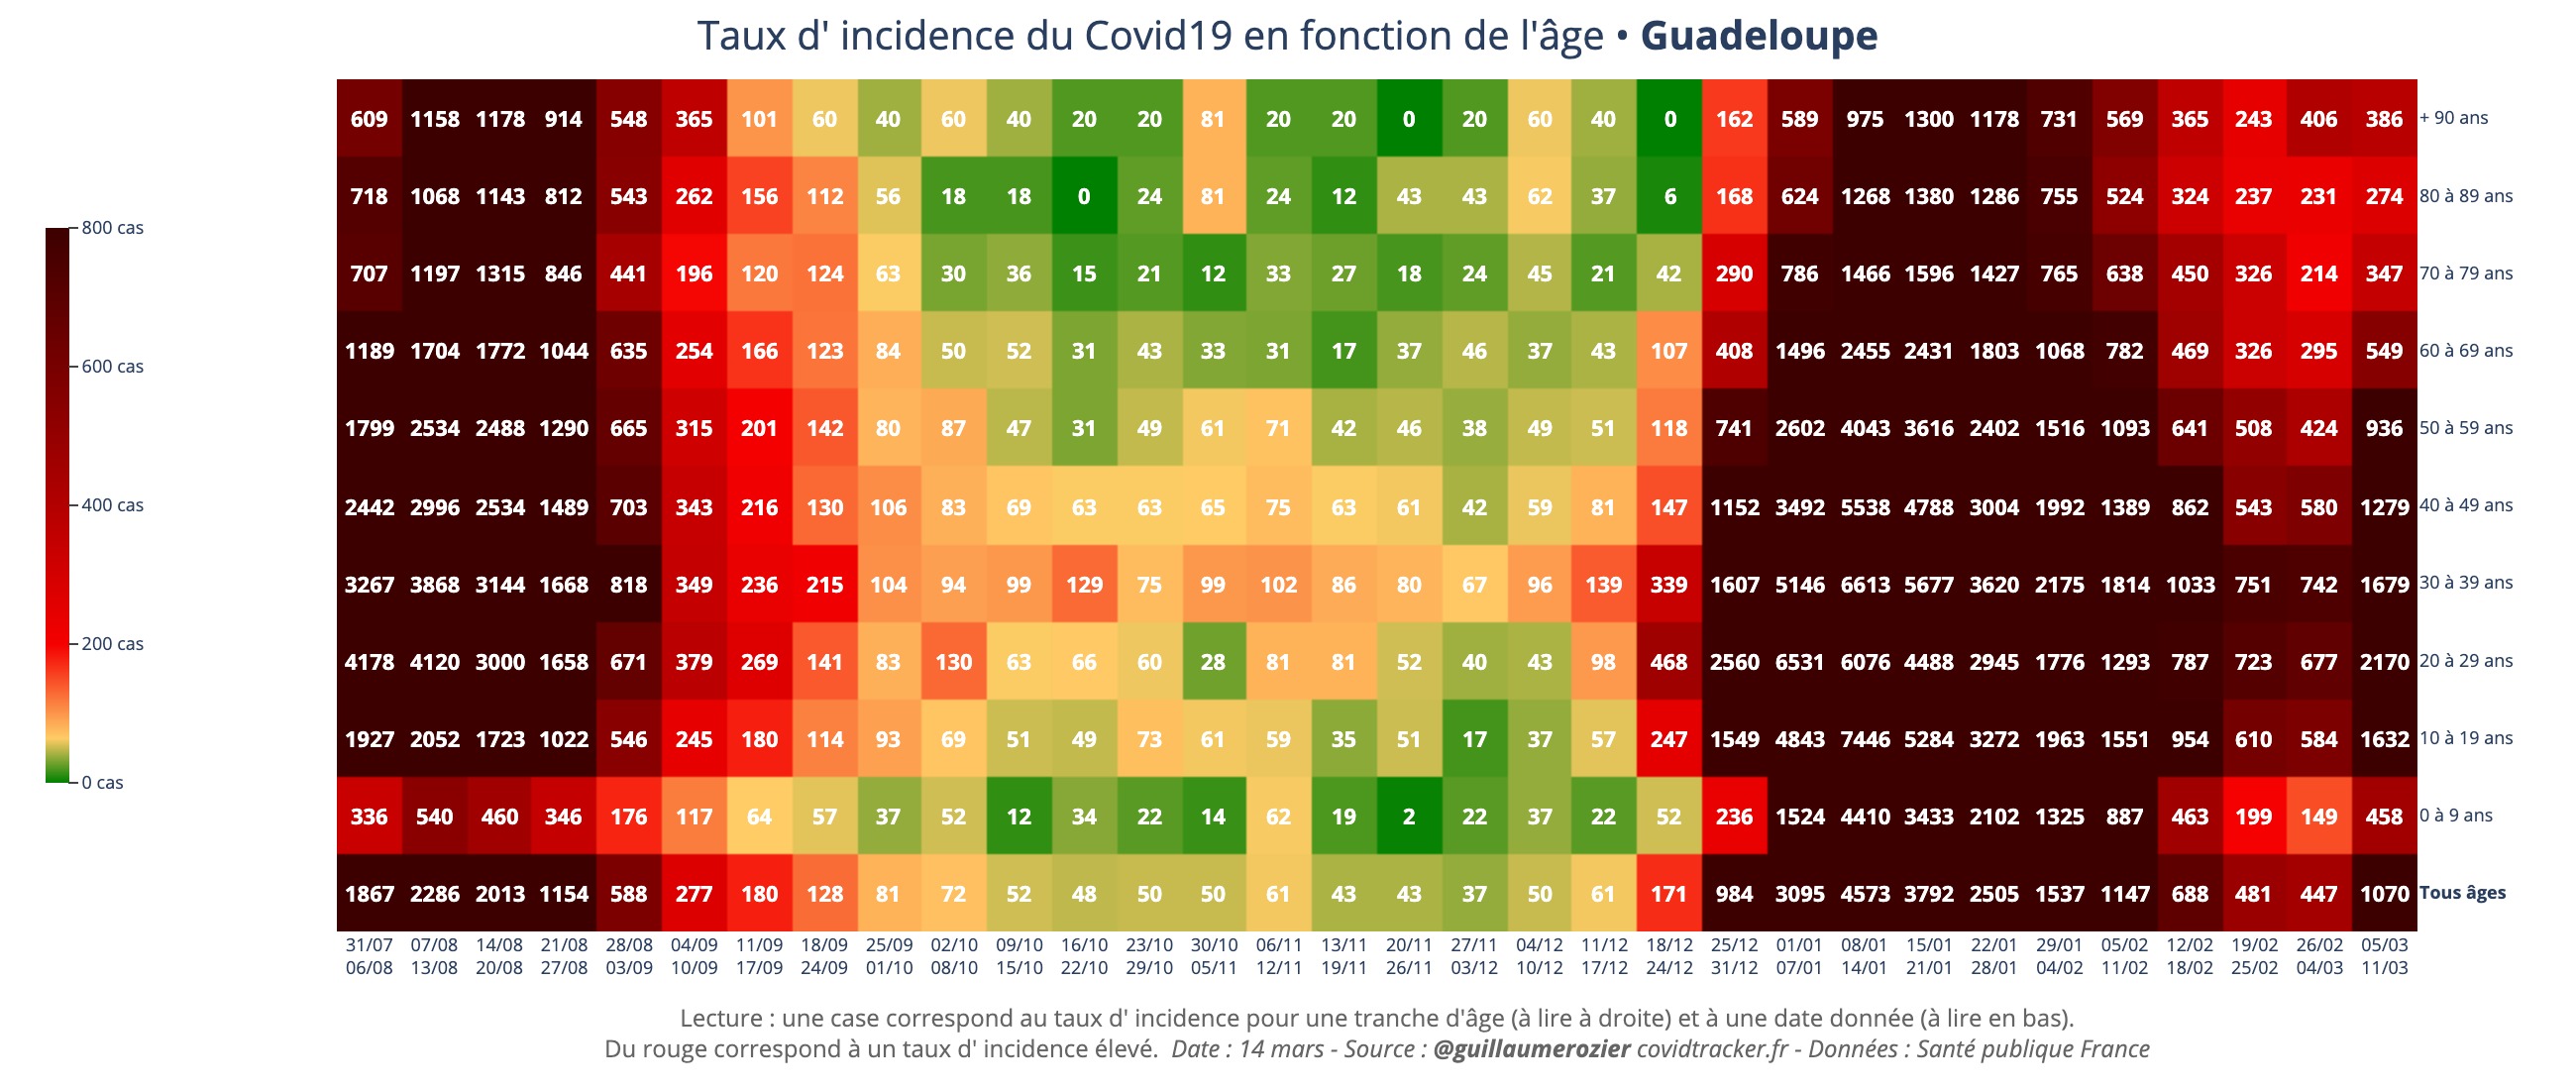 Taux d' incidence du Covid19 en fonction de l'âge • Guadeloupe
800 cas
600 cas
400 cas
200 cas
0 cas
609 1158 1178 914 548 365 101 60 40 60 40 20 20 81 20 20 0 20 60 40 0 162 589 975 1300 1178 731 569 365 243 406 386 + 90 ans
718 1068 1143 812 543 262 156 112 56 18 18 0 24 81 24 12 43 43 62 37 6 168 624 1268 1380 1286 755 524 324 237 231 274 80 à 89 ans
707 1197 1315 846 441 196 120 124 63 30 36 15 21 12 33 27 18 24 45 21 42 290 786 1466 1596 1427 765 638 450 326 214 347 70 à 79 ans
1189 1704 1772 1044 635 254 166 123 84 50 52 31 43 33 31 17 37 46 37 43 107 408 1496 2455 2431 1803 1068 782 469 326 295 549 60 à 69 ans
1799 2534 2488 1290 665 315 201 142 80 87 47 31 49 61 71 42 46 38 49 51 118 741 2602 4043 3616 2402 1516 1093 641 508 424 936 50 à 59 ans
2442 2996 2534 1489 703 343 216 130 106 83 69 63 63 65 75 63 61 42 59 81 147 1152 3492 5538 4788 3004 1992 1389 862 543 580 1279 40 à 49 ans
3267 3868 3144 1668 818 349 236 215 104 94 99 129 75 99 102 86 80 67 96 139 339 1607 5146 6613 5677 3620 2175 1814 1033 751 742 1679 30 à 39 ans
4178 4120 3000 1658 671 379 269 141 83 130 63 66 60 28 81 81 52 40 43 98 468 2560 6531 6076 4488 2945 1776 1293 787 723 677 2170 20 à 29 ans
1927 2052 1723 1022 546 245 180 114 93 69 51 49 73 61 59 35 51 17 37 57 247 1549 4843 7446 5284 3272 1963 1551 954 610 584 1632 10 à 19 ans
336 540 460 346 176 117 64 57 37 52 12 34 22 14 62 19 2 22 37 22 52 236 1524 4410 3433 2102 1325 887 463 199 149 458 0 à 9 ans
1867 2286 2013 1154 588 277 180 128 81 72 52 48 50 50 61 43 43 37 50 61 171 984 3095 4573 3792 2505 1537 1147 688 481 447 1070 Tous âges
31/07 07/08 14/08 21/08 28/08 04/09 11/09 18/09 25/09 02/10 09/10 16/10 23/10 30/10 06/11 13/11 20/11 27/11 04/12 11/12 18/12 25/12 01/01 08/01 15/01 22/01 29/01 05/02 12/02 19/02 26/02 05/03
06/08 13/08 20/08 27/08 03/09 10/09 17/09 24/09 01/10 08/10 15/10 22/10 29/10 05/11 12/11 19/11 26/11 03/12 10/12 17/12 24/12 31/12 07/01 14/01 21/01 28/01 04/02 11/02 18/02 25/02 04/03 11/03
Lecture : une case correspond au taux d' incidence pour une tranche d'âge (à lire à droite) et à une date donnée (à lire en bas).
Du rouge correspond à un taux d' incidence élevé. Date : 14 mars - Source : @guillaumerozier covidtracker.fr - Données : Santé publique France